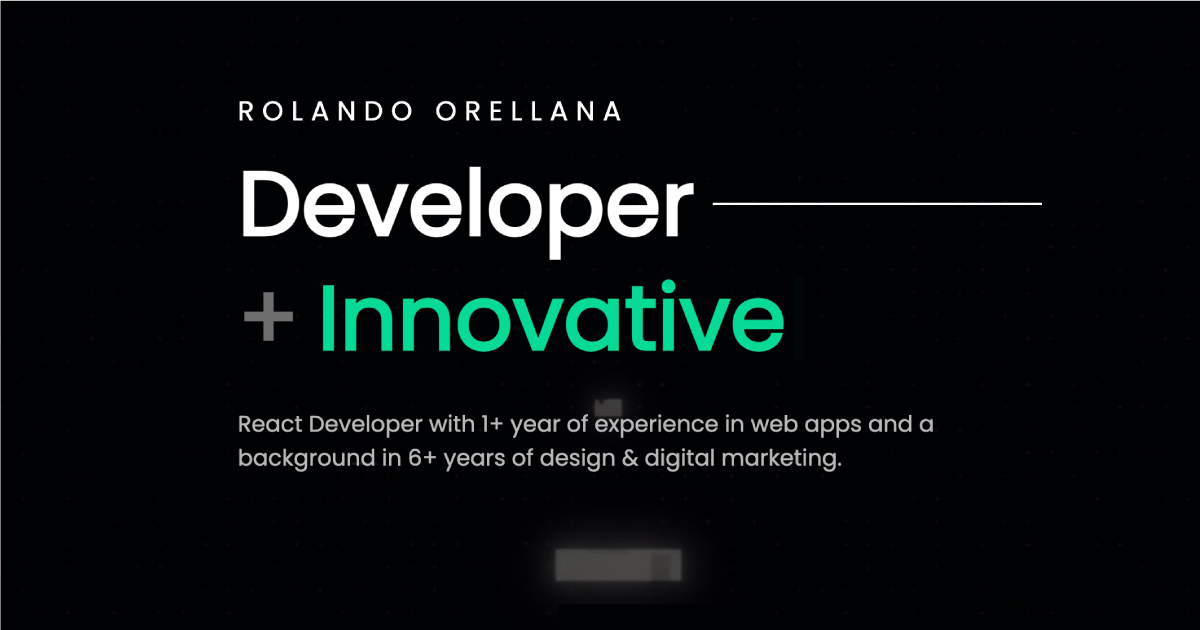 ROLANDO ORELLANA
Developer
+ Innovative
React Developer with 1+ year of experience in web apps and a
background in 6+ years of design & digital marketing.